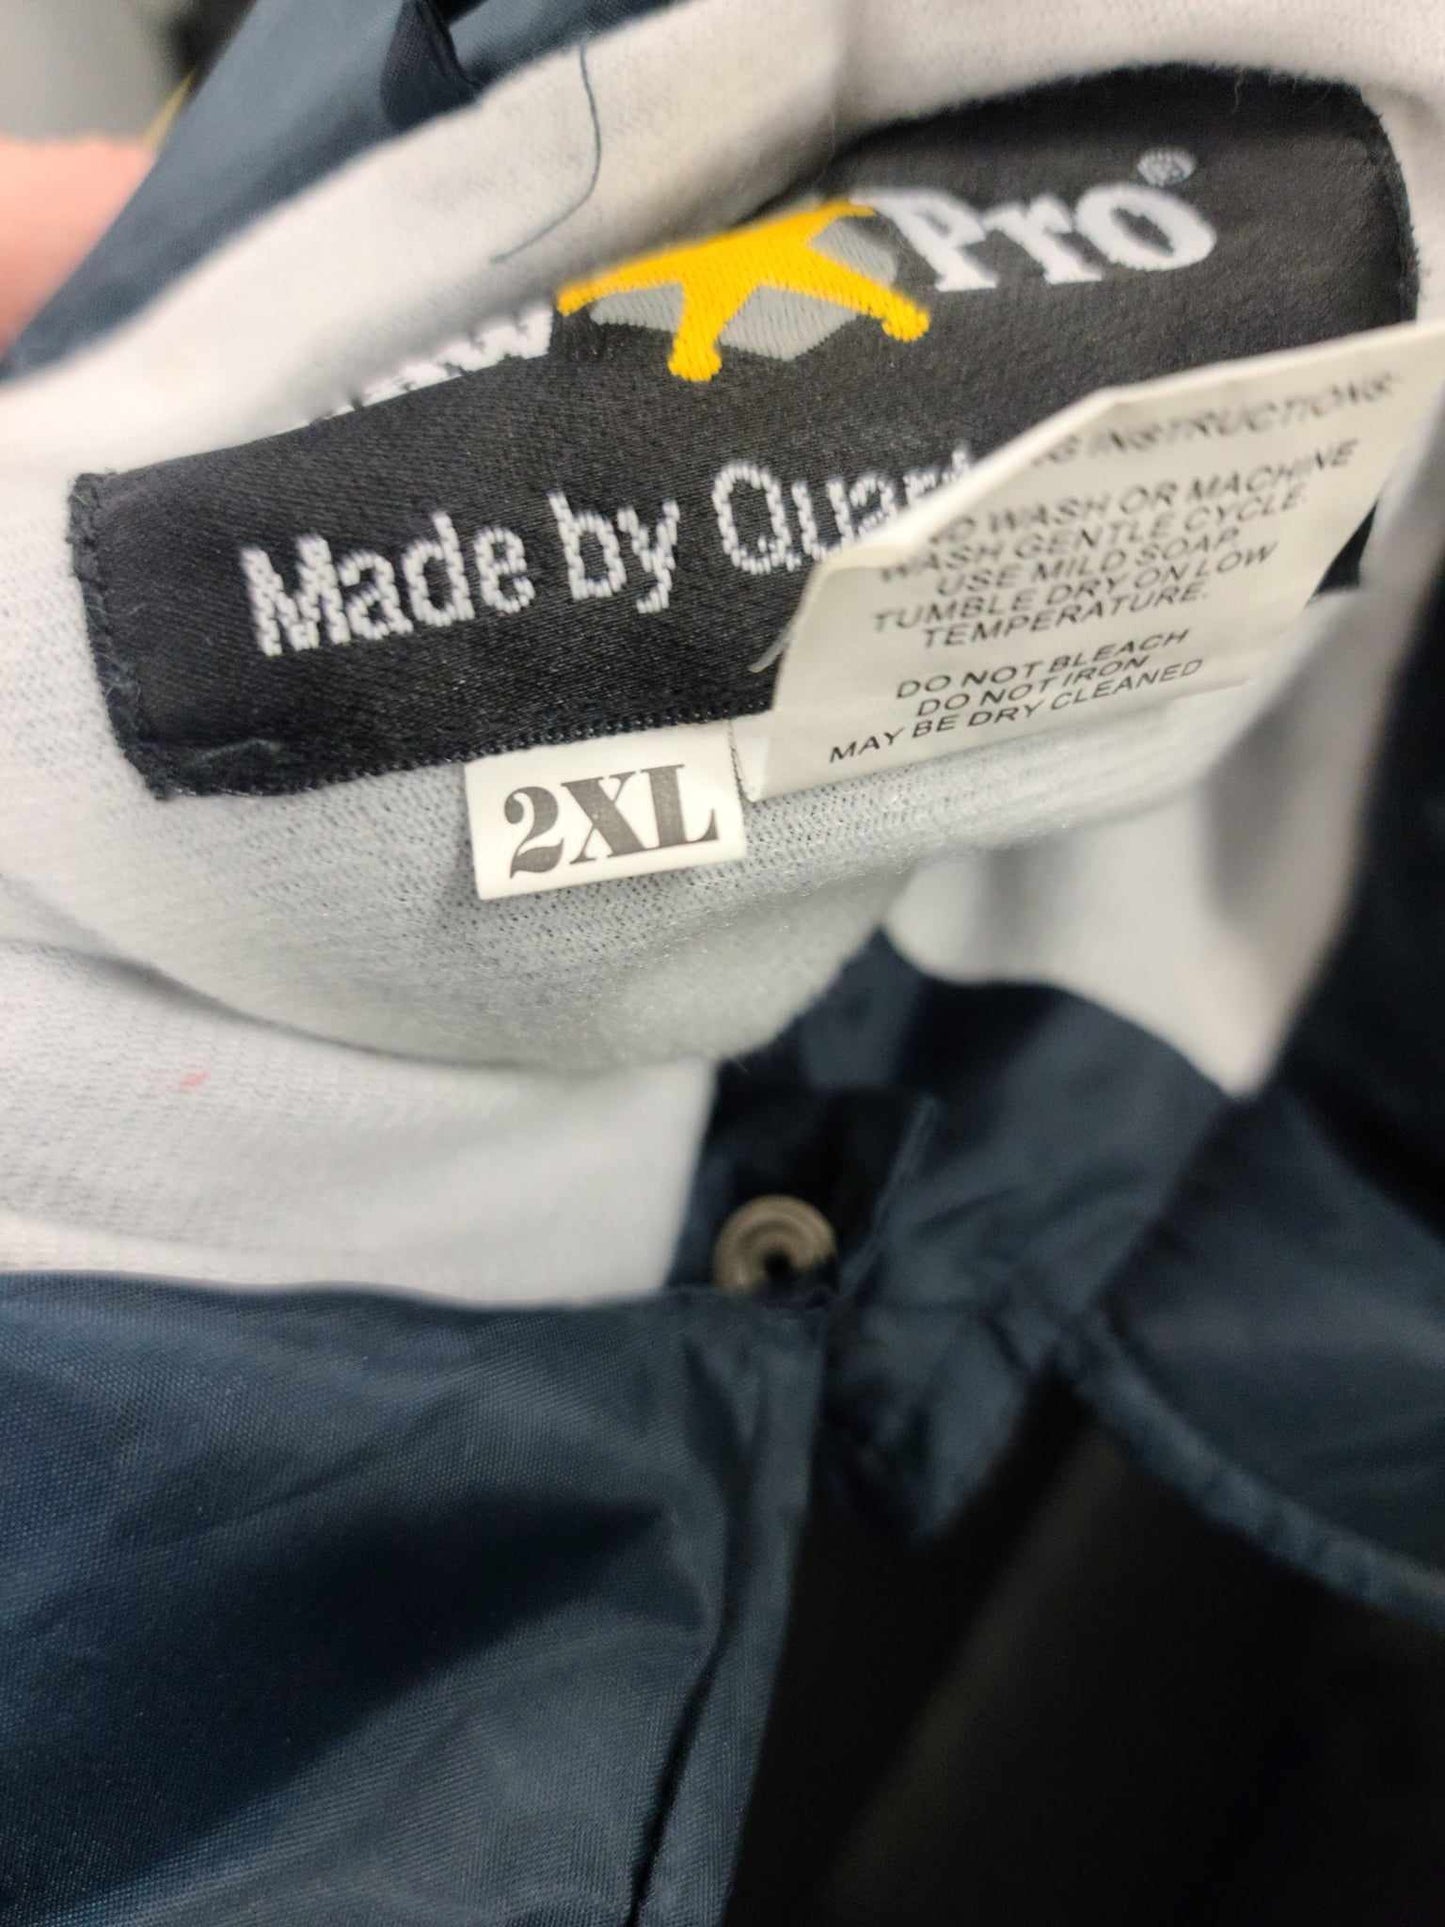 Pro®
Made by
INSTRUCTIONS:
WASH OR MACHINE
WASH GENTLE CYCLE
USE MILD SOAP
TUMBLE DRY ON LOW
TEMPERATURE.
DO NOT BLEACH
DO NOT IRON
MAY BE DRY CLEANED
2XL